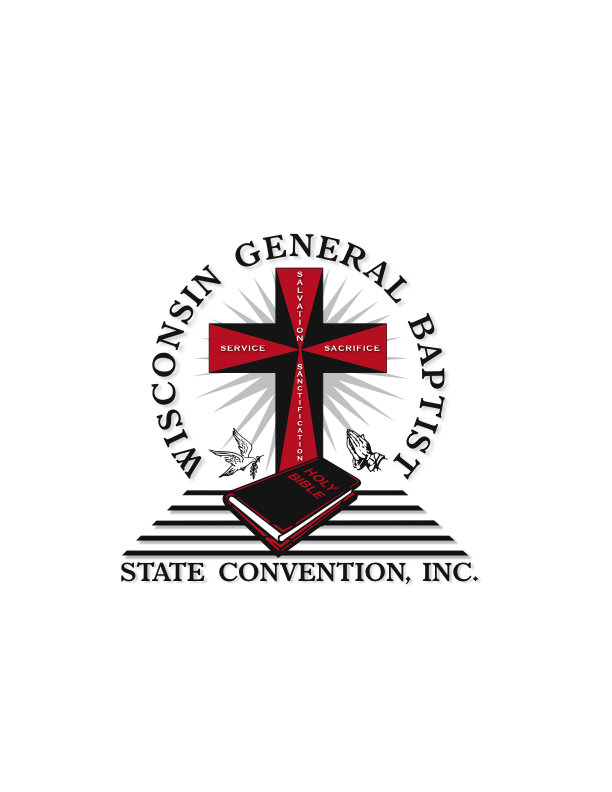 WISCONSIN GENERAL BAPTIST
SALVATION
SERVICE
SACRIFICE
SANCTIFICATION
HOLY
BIBLE
STATE CONVENTION, INC.